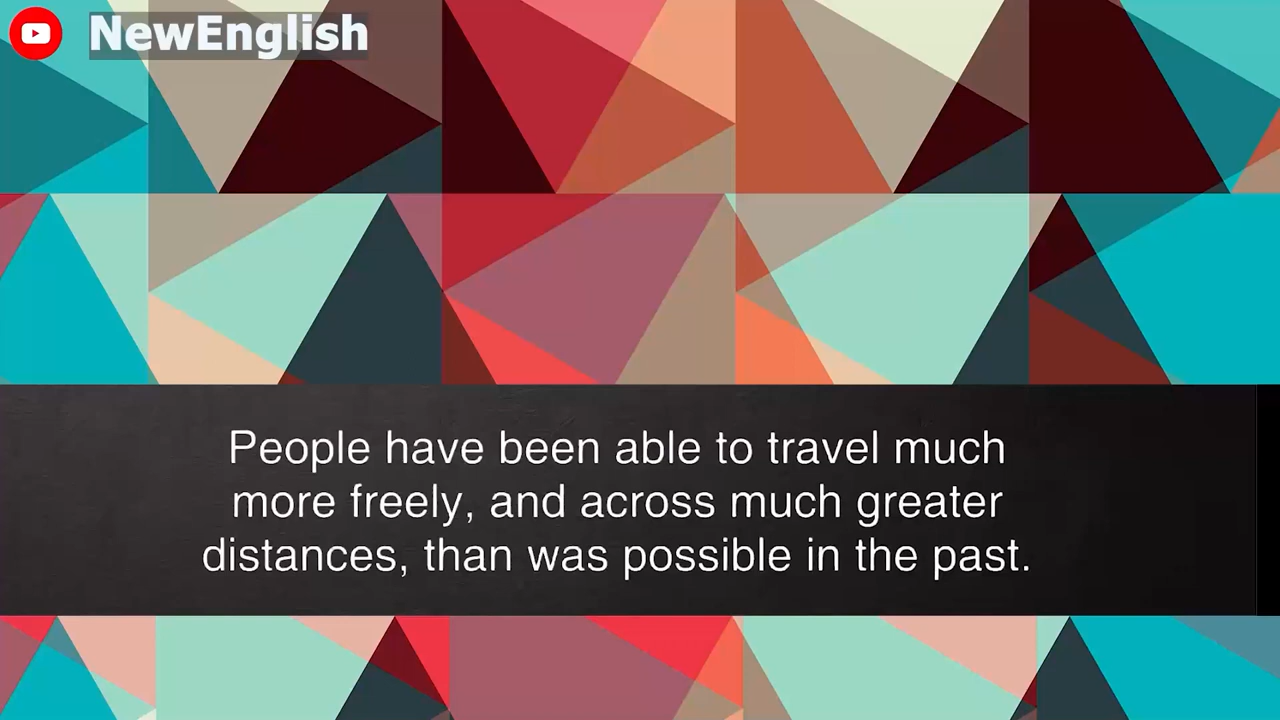 NewEnglish
People have been able to travel much
more freely, and across much greater
distances, than was possible in the past.